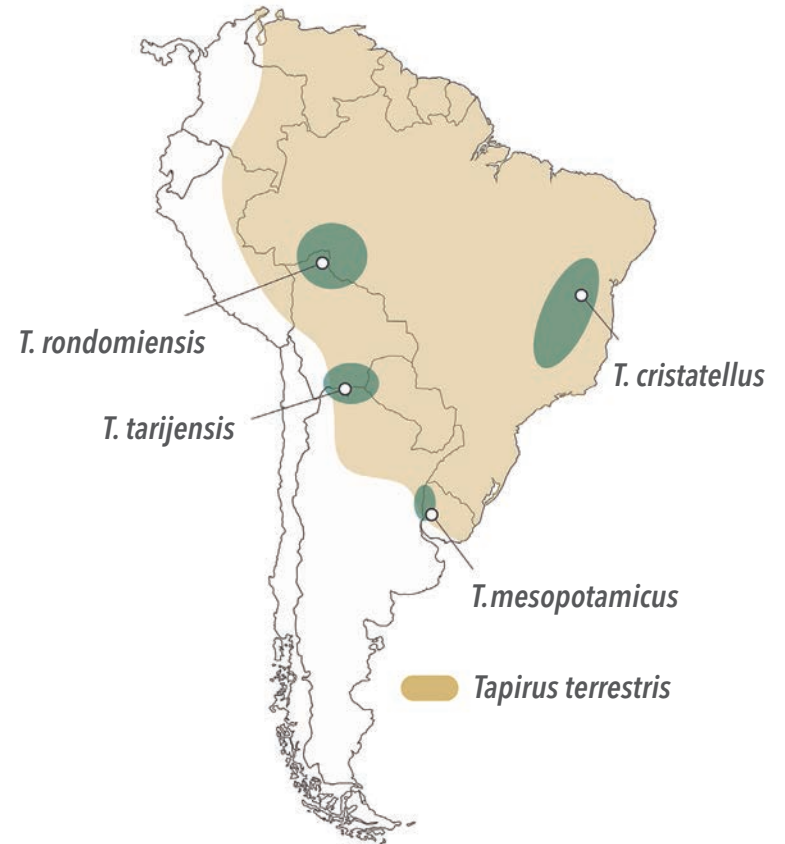 T. rondomiensis
T. cristatellus
T. tarijensis
T.mesopotamicus
Tapirus terrestris